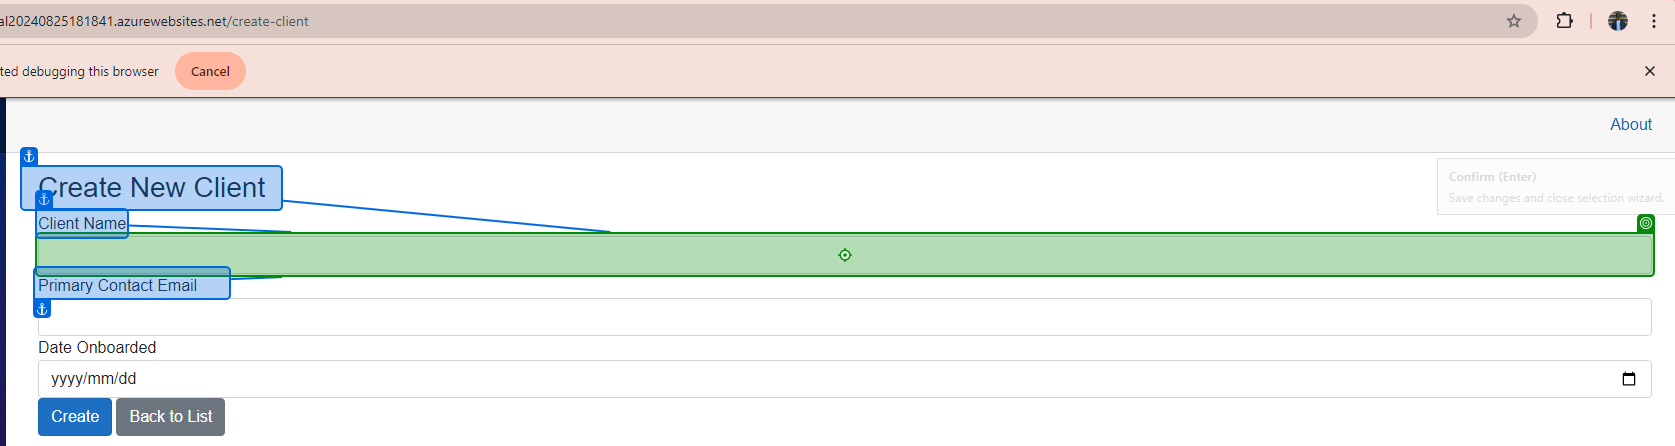 al20240825181841.azurewebsites.net/create-client
ted debugging this browser
Cancel
About
Create New Client
Confirm (Enter)
Save changes and close selection wizard.
Client Name
Primary Contact Email
Date Onboarded
yyyy/mm/dd
Create
Back to List